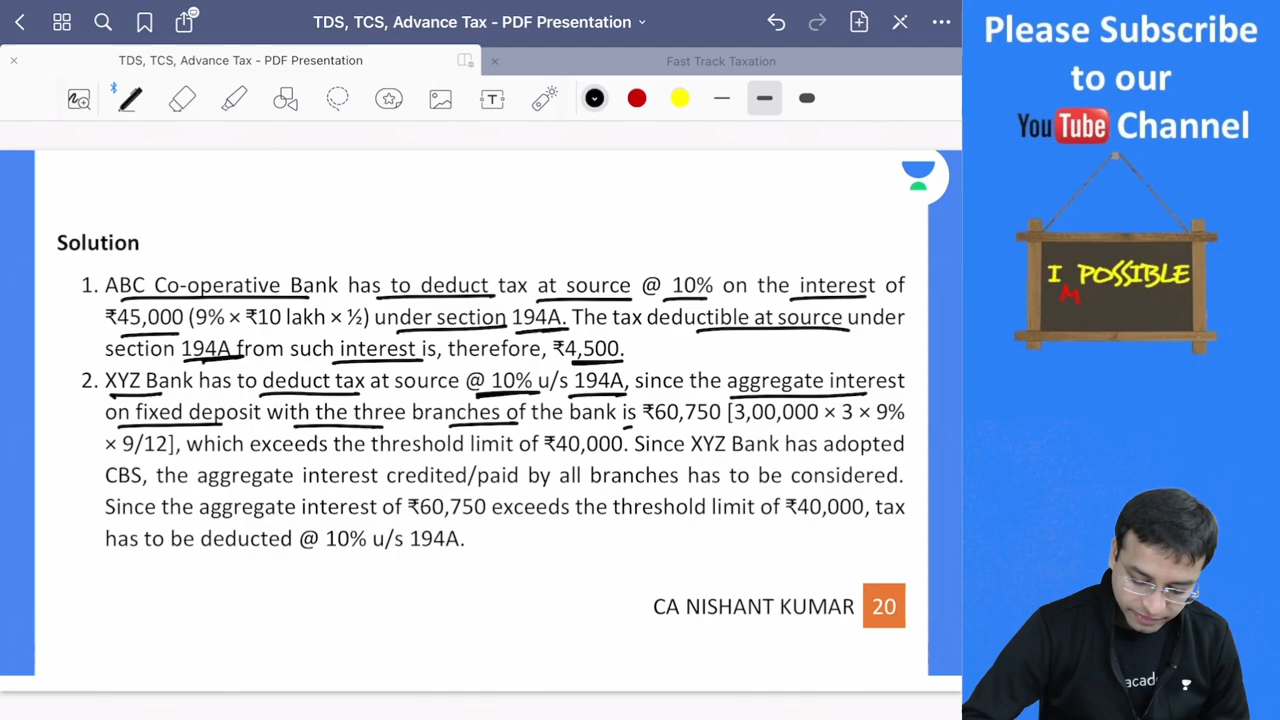 TDS, TCS, Advance Tax - PDF Presentation
TDS, TCS, Advance Tax - PDF Presentation
Fast Track Taxation
Solution
1. ABC Co-operative Bank has to deduct tax at source @ 10% on the interest of
₹45,000 (9% × ₹10 lakh × ½) under section 194A. The tax deductible at source under
section 194A from such interest is, therefore, ₹4,500.
2. XYZ Bank has to deduct tax at source @ 10% u/s 194A, since the aggregate interest
on fixed deposit with the three branches of the bank is ₹60,750 [3,00,000 × 3 × 9%
× 9/12], which exceeds the threshold limit of ₹40,000. Since XYZ Bank has adopted
CBS, the aggregate interest credited/paid by all branches has to be considered.
Since the aggregate interest of ₹60,750 exceeds the threshold limit of ₹40,000, tax
has to be deducted @ 10% u/s 194A.
CA NISHANT KUMAR 20
Please Subscribe
to our
YouTube Channel
I POSSIBLE
M